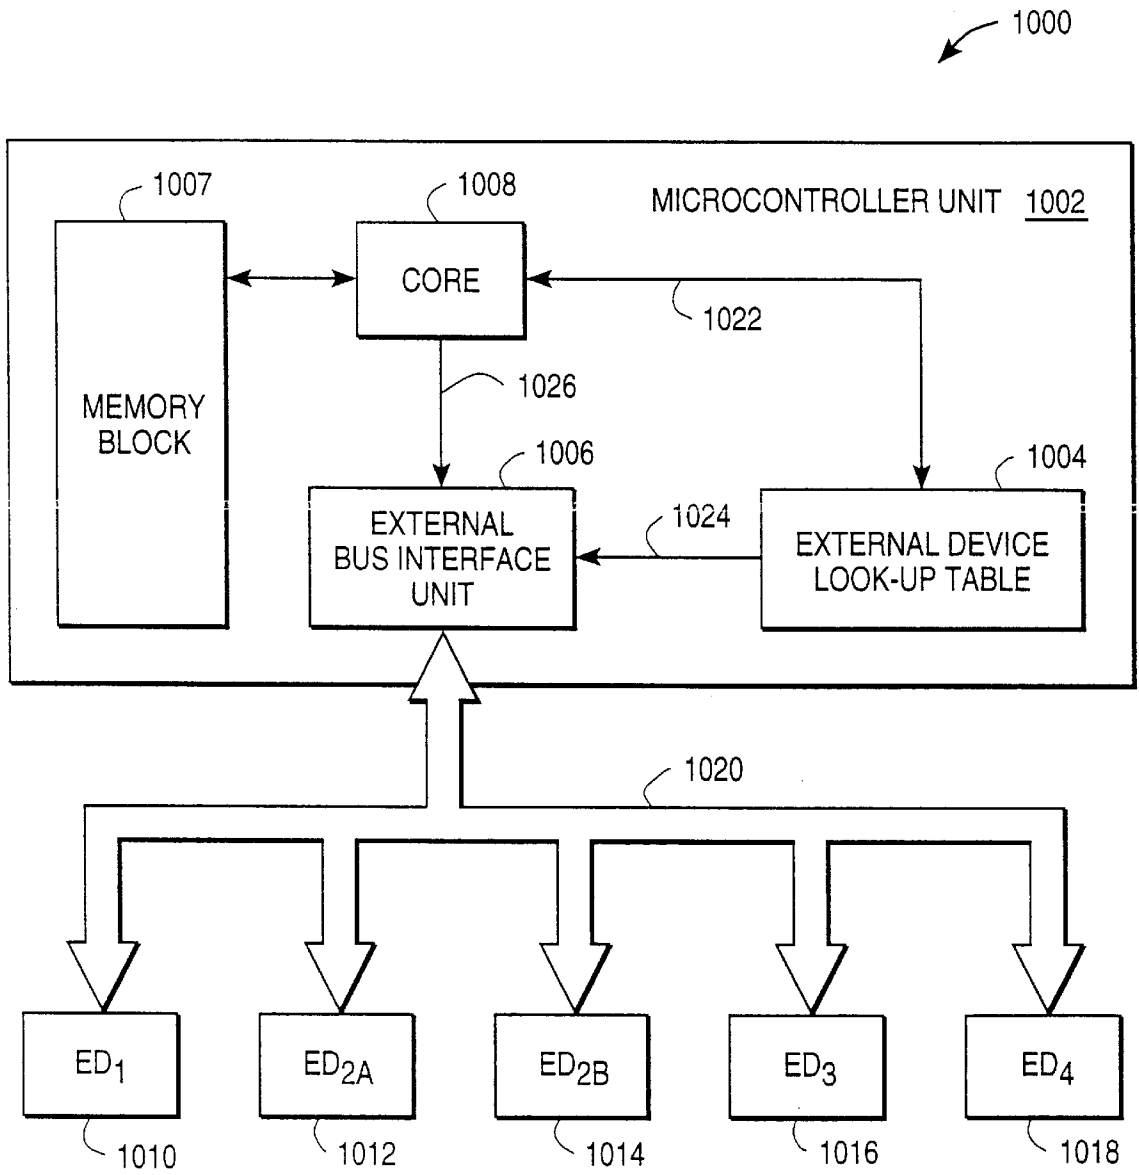 1000
1007
1008
MICROCONTROLLER UNIT 1002
CORE
1022
1026
MEMORY
BLOCK
1006
1004
1024
EXTERNAL
BUS INTERFACE
UNIT
EXTERNAL DEVICE
LOOK-UP TABLE
1020
ED1
ED2A
ED2B
ED3
ED4
1010
1012
1014
1016
1018